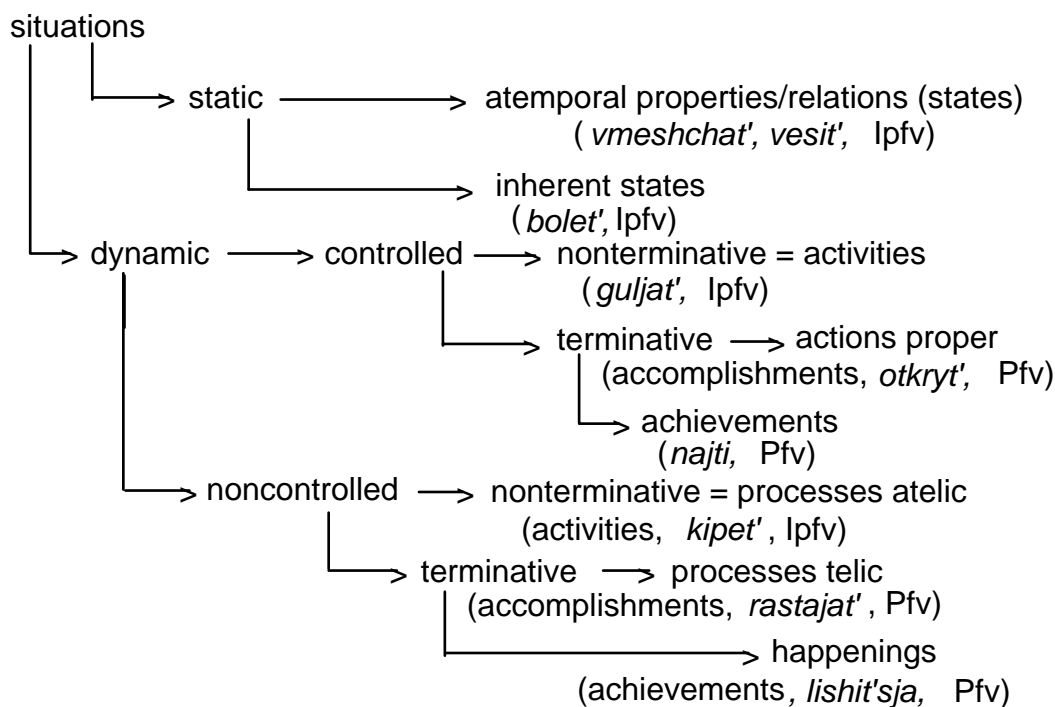 situations
static atemporal properties/relations (states)
(vmeshchat', vesit', Ipfv)
inherent states
(bolet', Ipfv)
dynamic controlled nonterminative = activities
(guljat', Ipfv)
terminative actions proper
(accomplishments, otkryt', Pfv)
achievements
(najti, Pfv)
noncontrolled nonterminative = processes atelic
(activities, kipet', Ipfv)
terminative processes telic
(accomplishments, rastajat', Pfv)
happenings
(achievements, lishit'sja, Pfv)